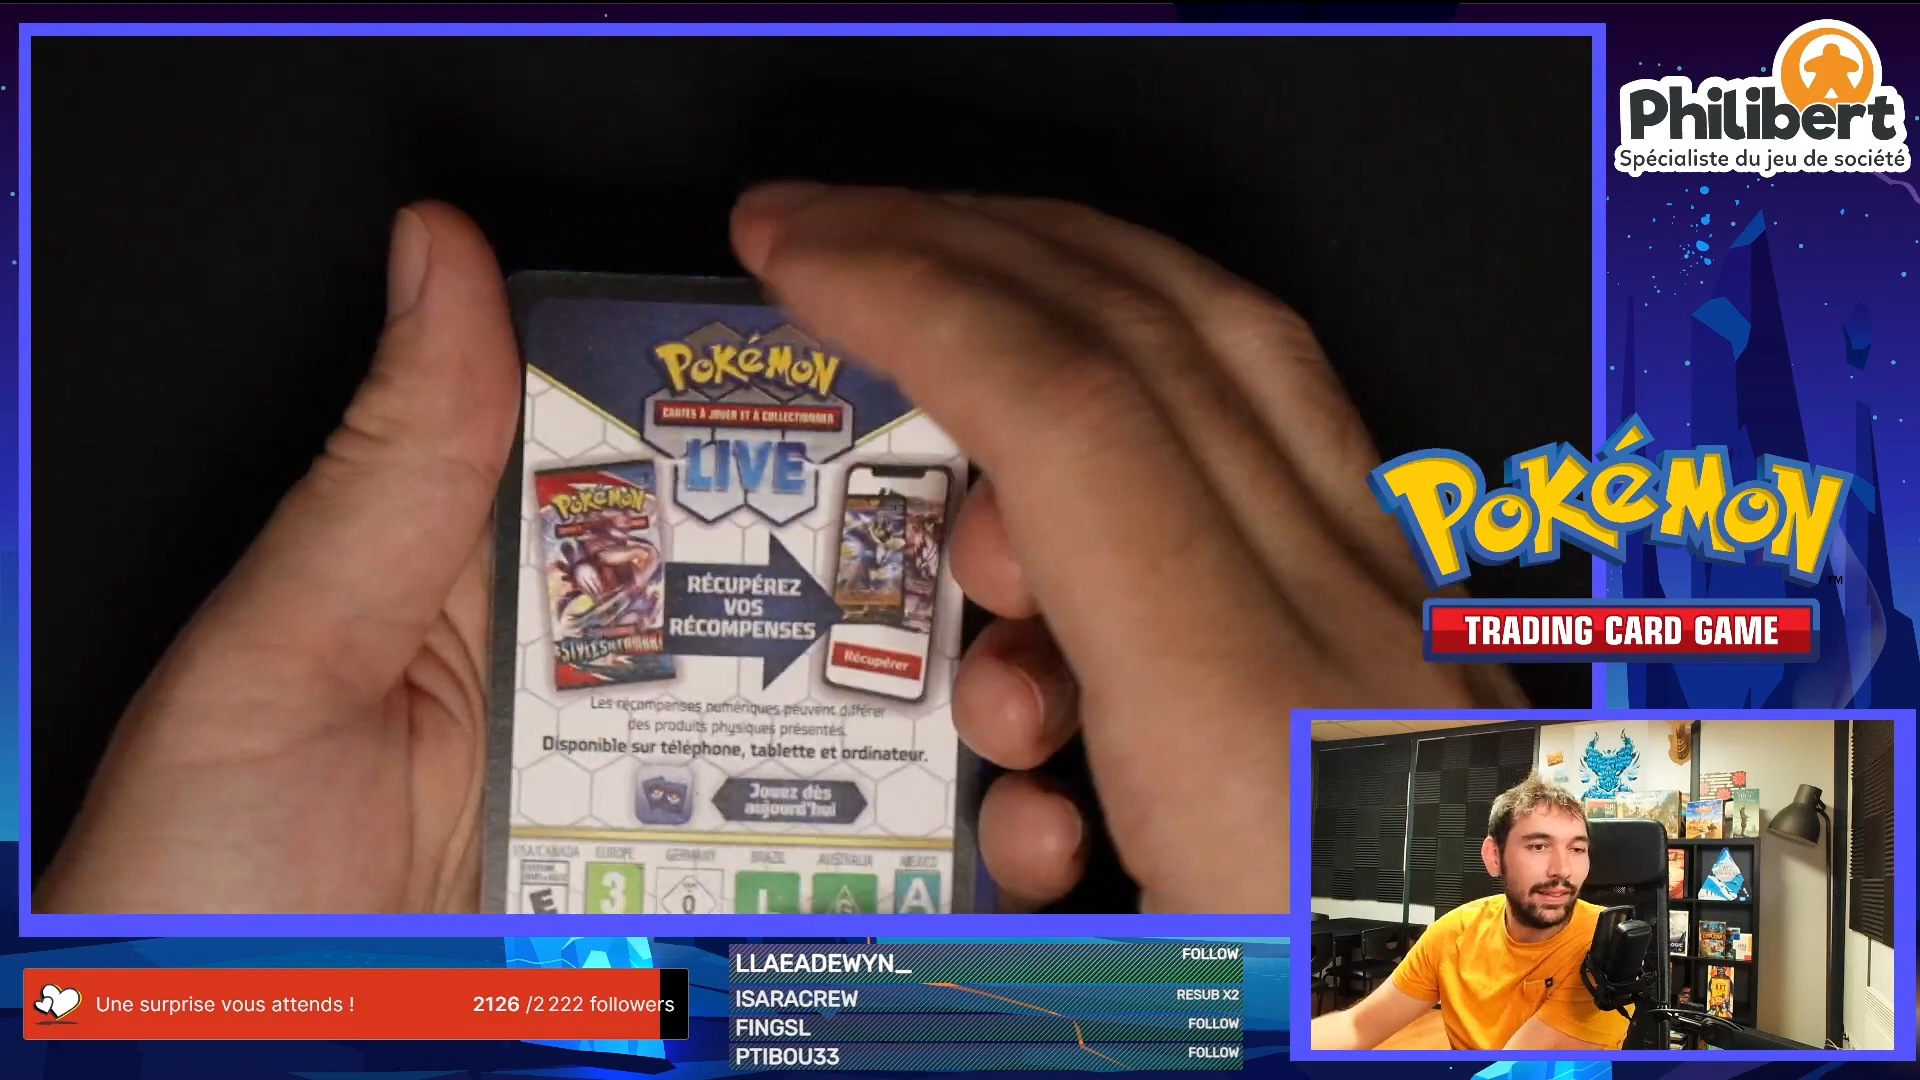 Philibert
Spécialiste du jeu de société
POKéMON
CARTES À JOUER ET À COLLECTIONNER
LIVE
POKéMON
RÉCUPÉREZ
VOS
RÉCOMPENSES
Récupérer
Les récompenses numériques peuvent différer
des produits physiques présentés.
Disponible sur téléphone, tablette et ordinateur.
Jouez dès
aujourd'hui
USA/CANADA EUROPE GERMANY BRAZIL AUSTRALIA MEXICO
E 3 0 L G A
POKéMON
TM
TRADING CARD GAME
Une surprise vous attends ! 2126 /2 222 followers
LLAEADEWYN_ FOLLOW
ISARACREW RESUB X2
FINGSL FOLLOW
PTIBOU33 FOLLOW